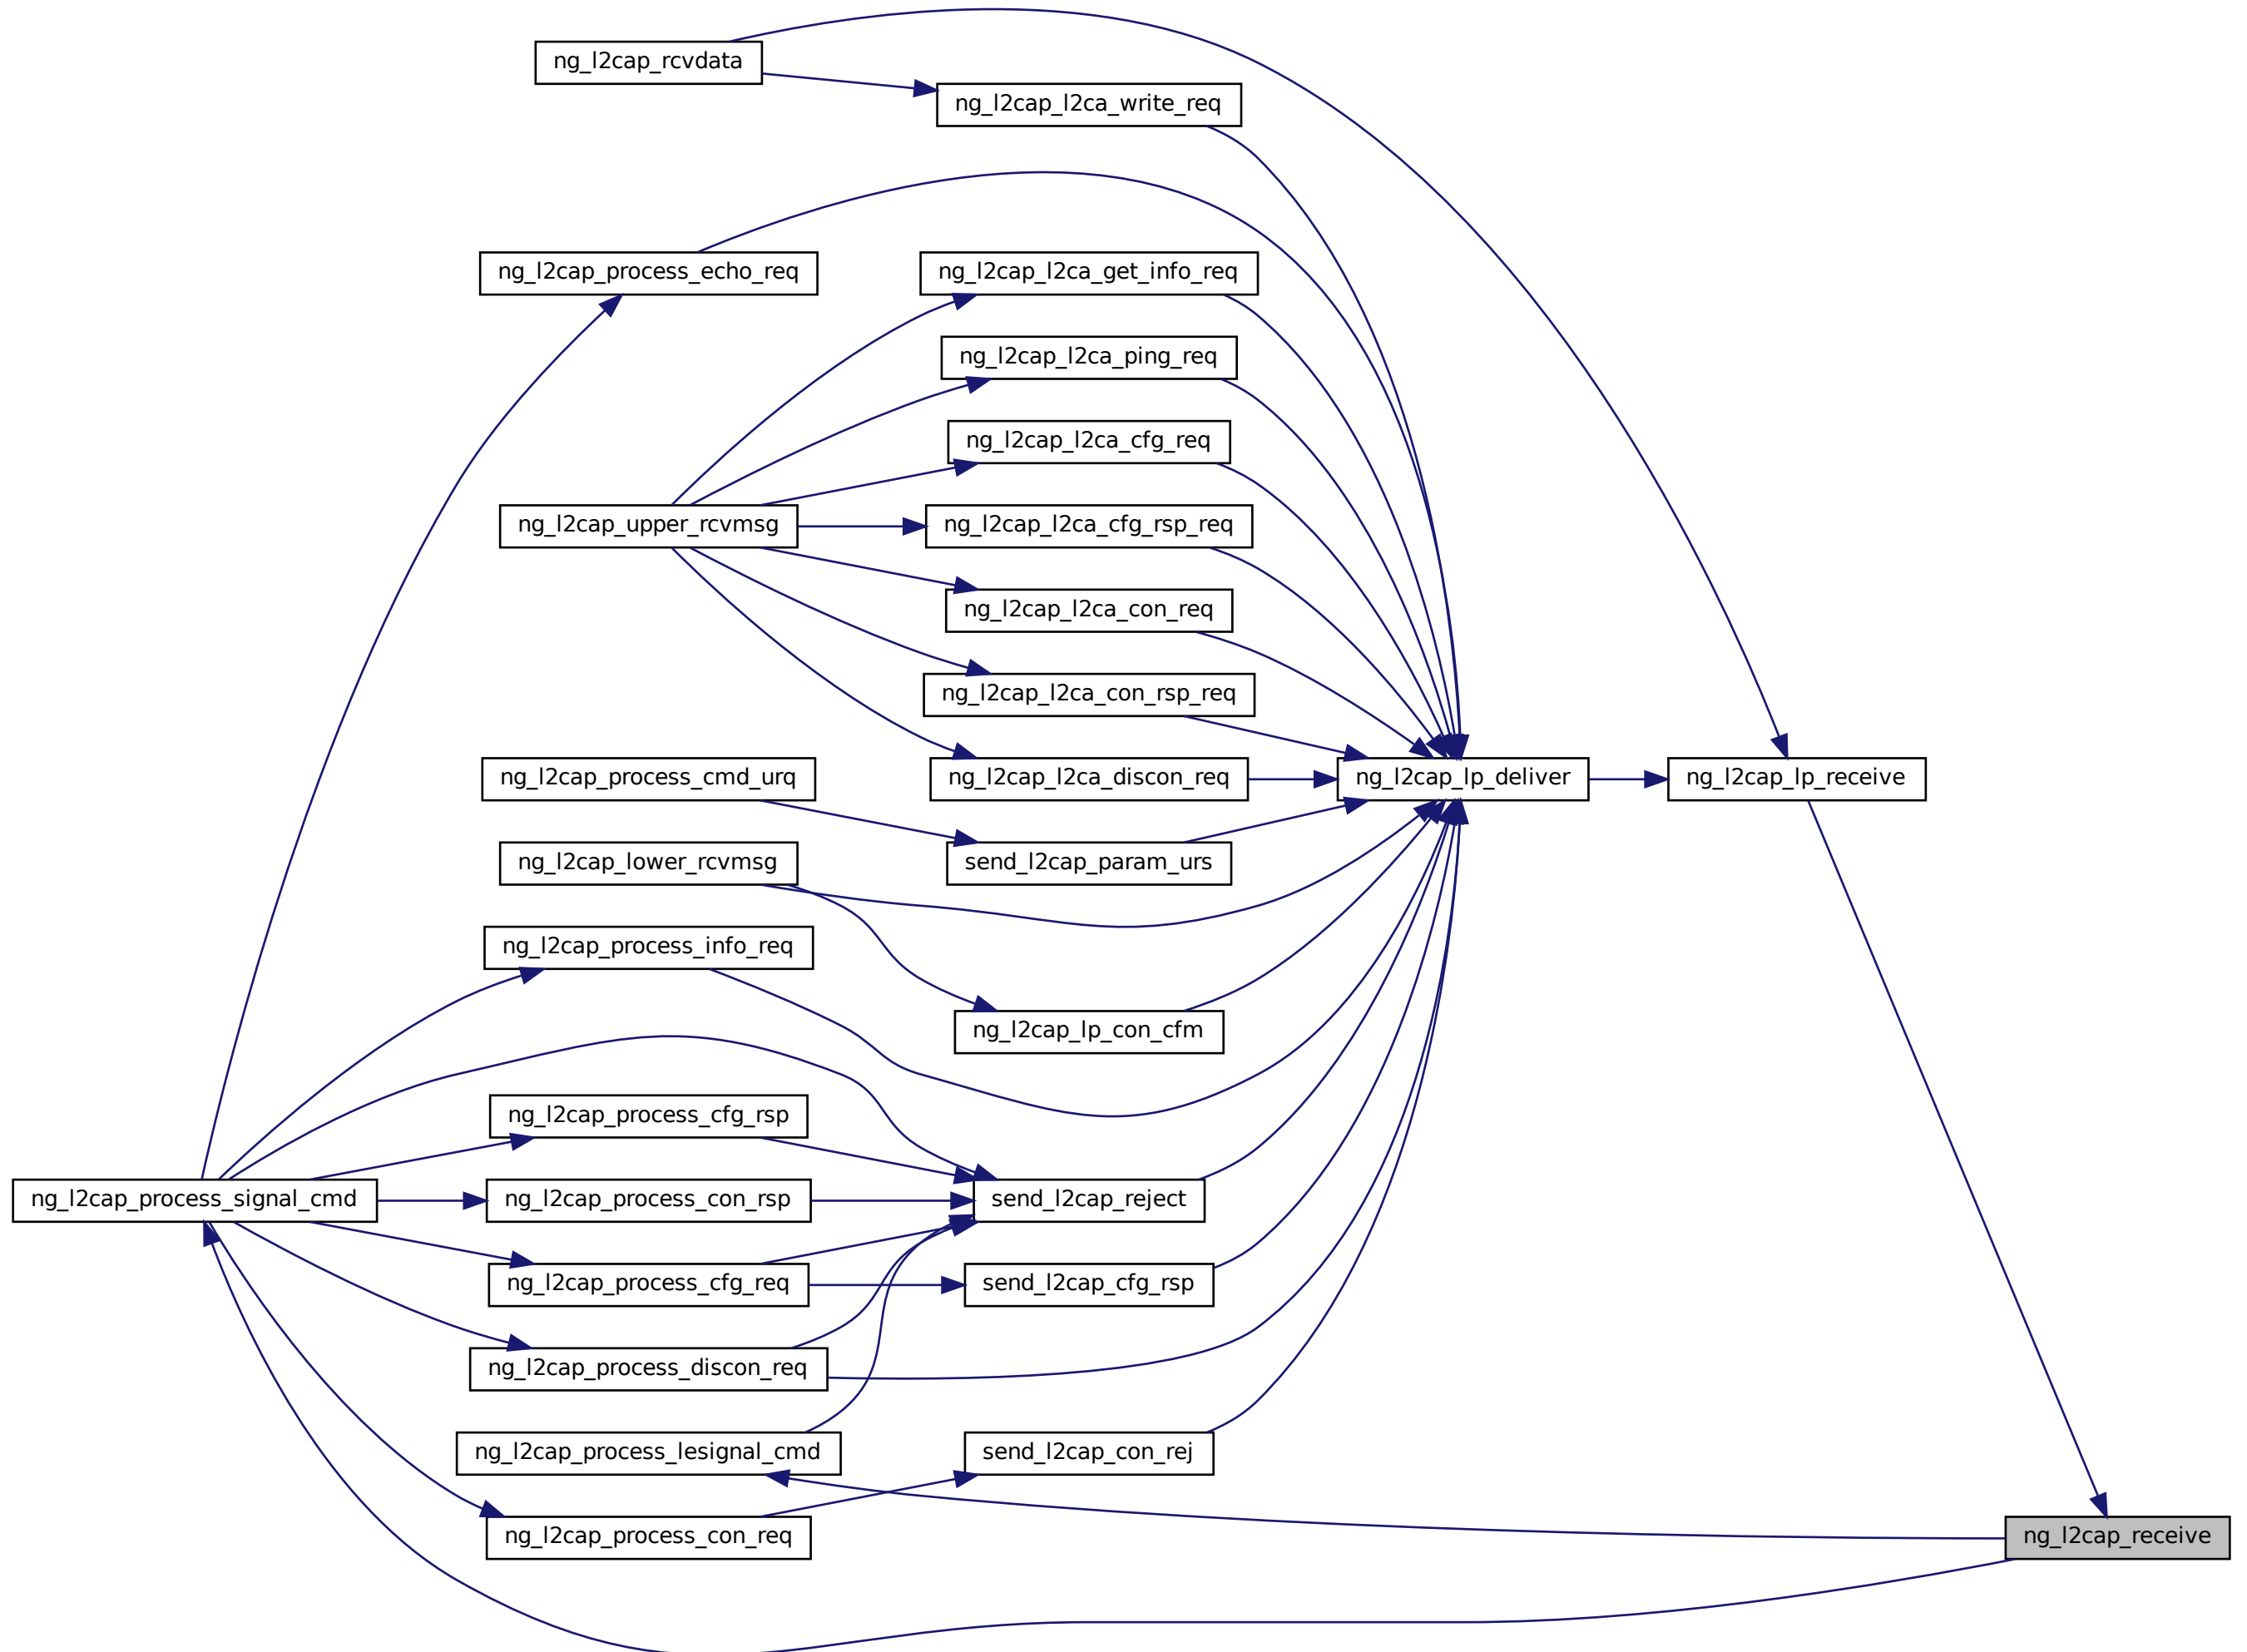 ng_l2cap_rcvdata
ng_l2cap_l2ca_write_req
ng_l2cap_process_echo_req
ng_l2cap_l2ca_get_info_req
ng_l2cap_l2ca_ping_req
ng_l2cap_l2ca_cfg_req
ng_l2cap_upper_rcvmsg
ng_l2cap_l2ca_cfg_rsp_req
ng_l2cap_l2ca_con_req
ng_l2cap_l2ca_con_rsp_req
ng_l2cap_process_cmd_urq
ng_l2cap_l2ca_discon_req
ng_l2cap_lp_deliver
ng_l2cap_lp_receive
ng_l2cap_lower_rcvmsg
send_l2cap_param_urs
ng_l2cap_process_info_req
ng_l2cap_lp_con_cfm
ng_l2cap_process_cfg_rsp
ng_l2cap_process_signal_cmd
ng_l2cap_process_con_rsp
send_l2cap_reject
ng_l2cap_process_cfg_req
send_l2cap_cfg_rsp
ng_l2cap_process_discon_req
ng_l2cap_process_lesignal_cmd
send_l2cap_con_rej
ng_l2cap_process_con_req
ng_l2cap_receive